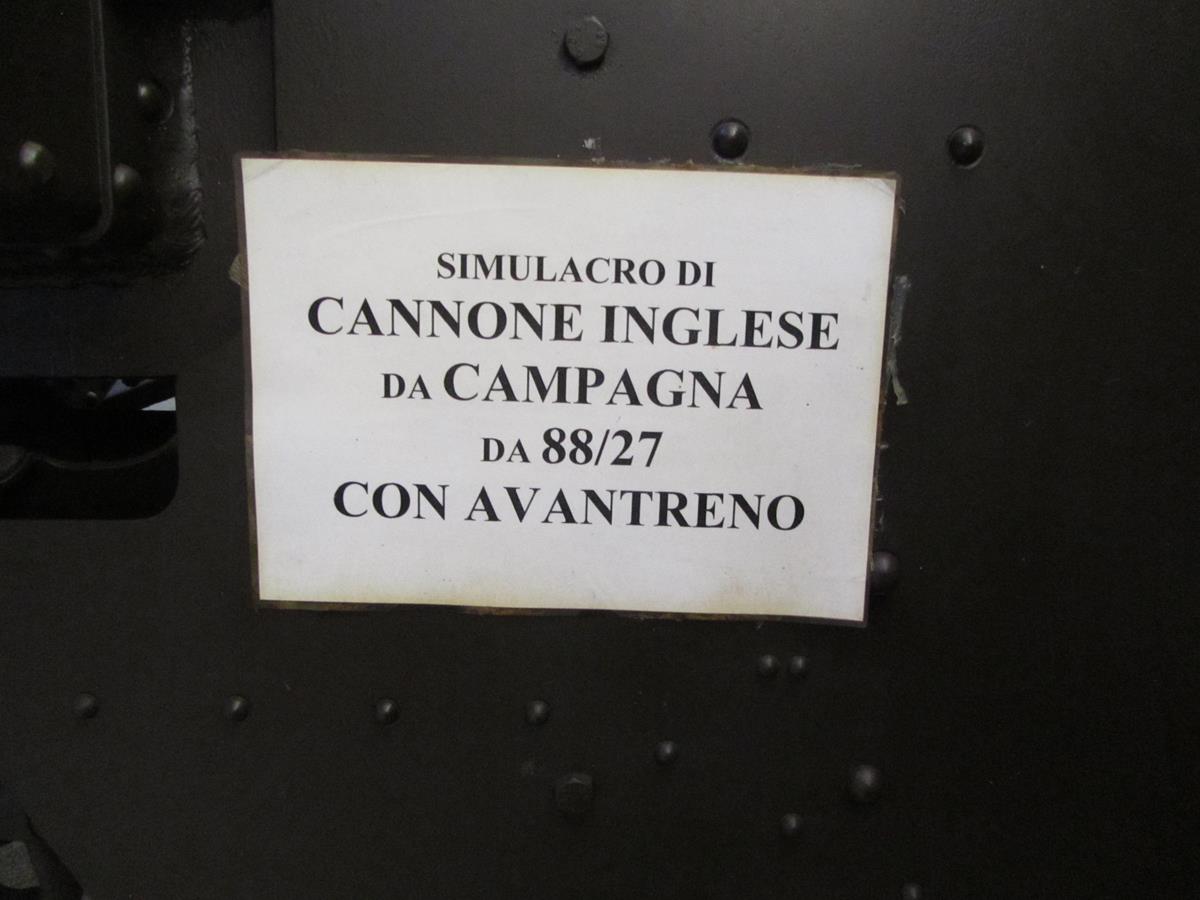 SIMULACRO DI
CANNONE INGLESE
DA CAMPAGNA
DA 88/27
CON AVANTRENO